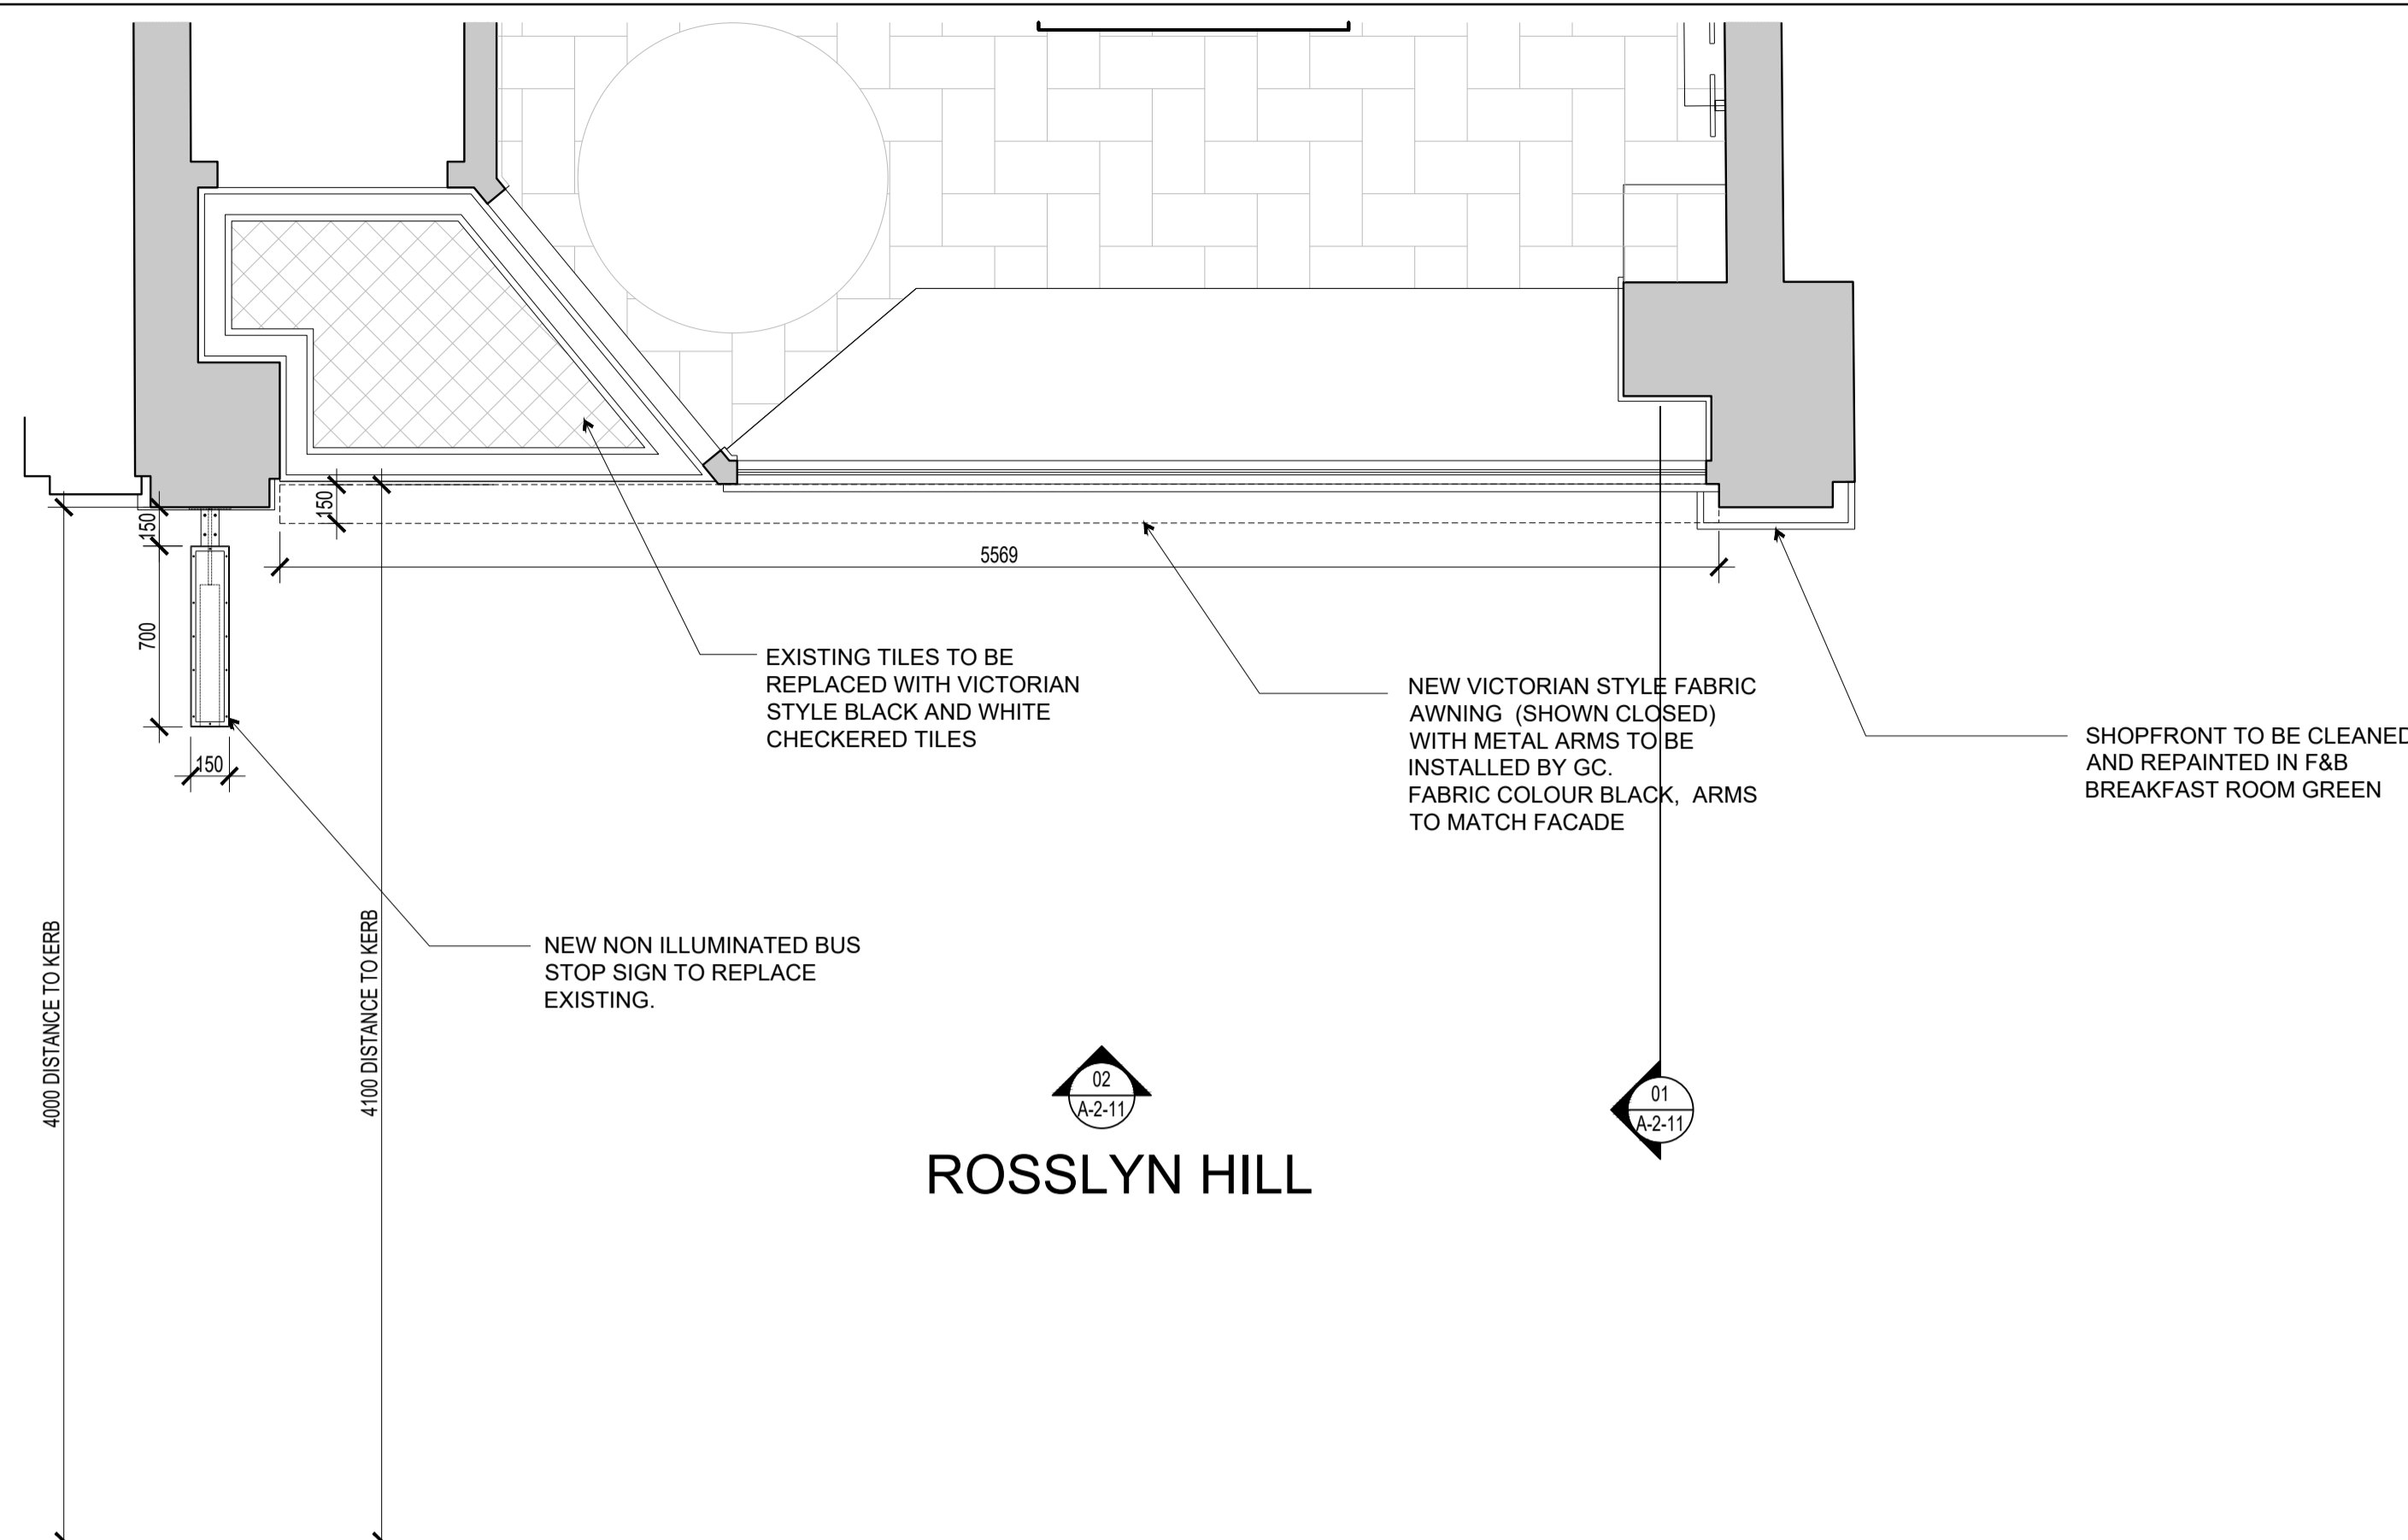 150
150
5569
700
150
EXISTING TILES TO BE
REPLACED WITH VICTORIAN
STYLE BLACK AND WHITE
CHECKERED TILES
NEW VICTORIAN STYLE FABRIC
AWNING (SHOWN CLOSED)
WITH METAL ARMS TO BE
INSTALLED BY GC.
FABRIC COLOUR BLACK, ARMS
TO MATCH FACADE
SHOPFRONT TO BE CLEANED
AND REPAINTED IN F&B
BREAKFAST ROOM GREEN
NEW NON ILLUMINATED BUS
STOP SIGN TO REPLACE
EXISTING.
4000 DISTANCE TO KERB
4100 DISTANCE TO KERB
02
A-2-11
01
A-2-11
ROSSLYN HILL